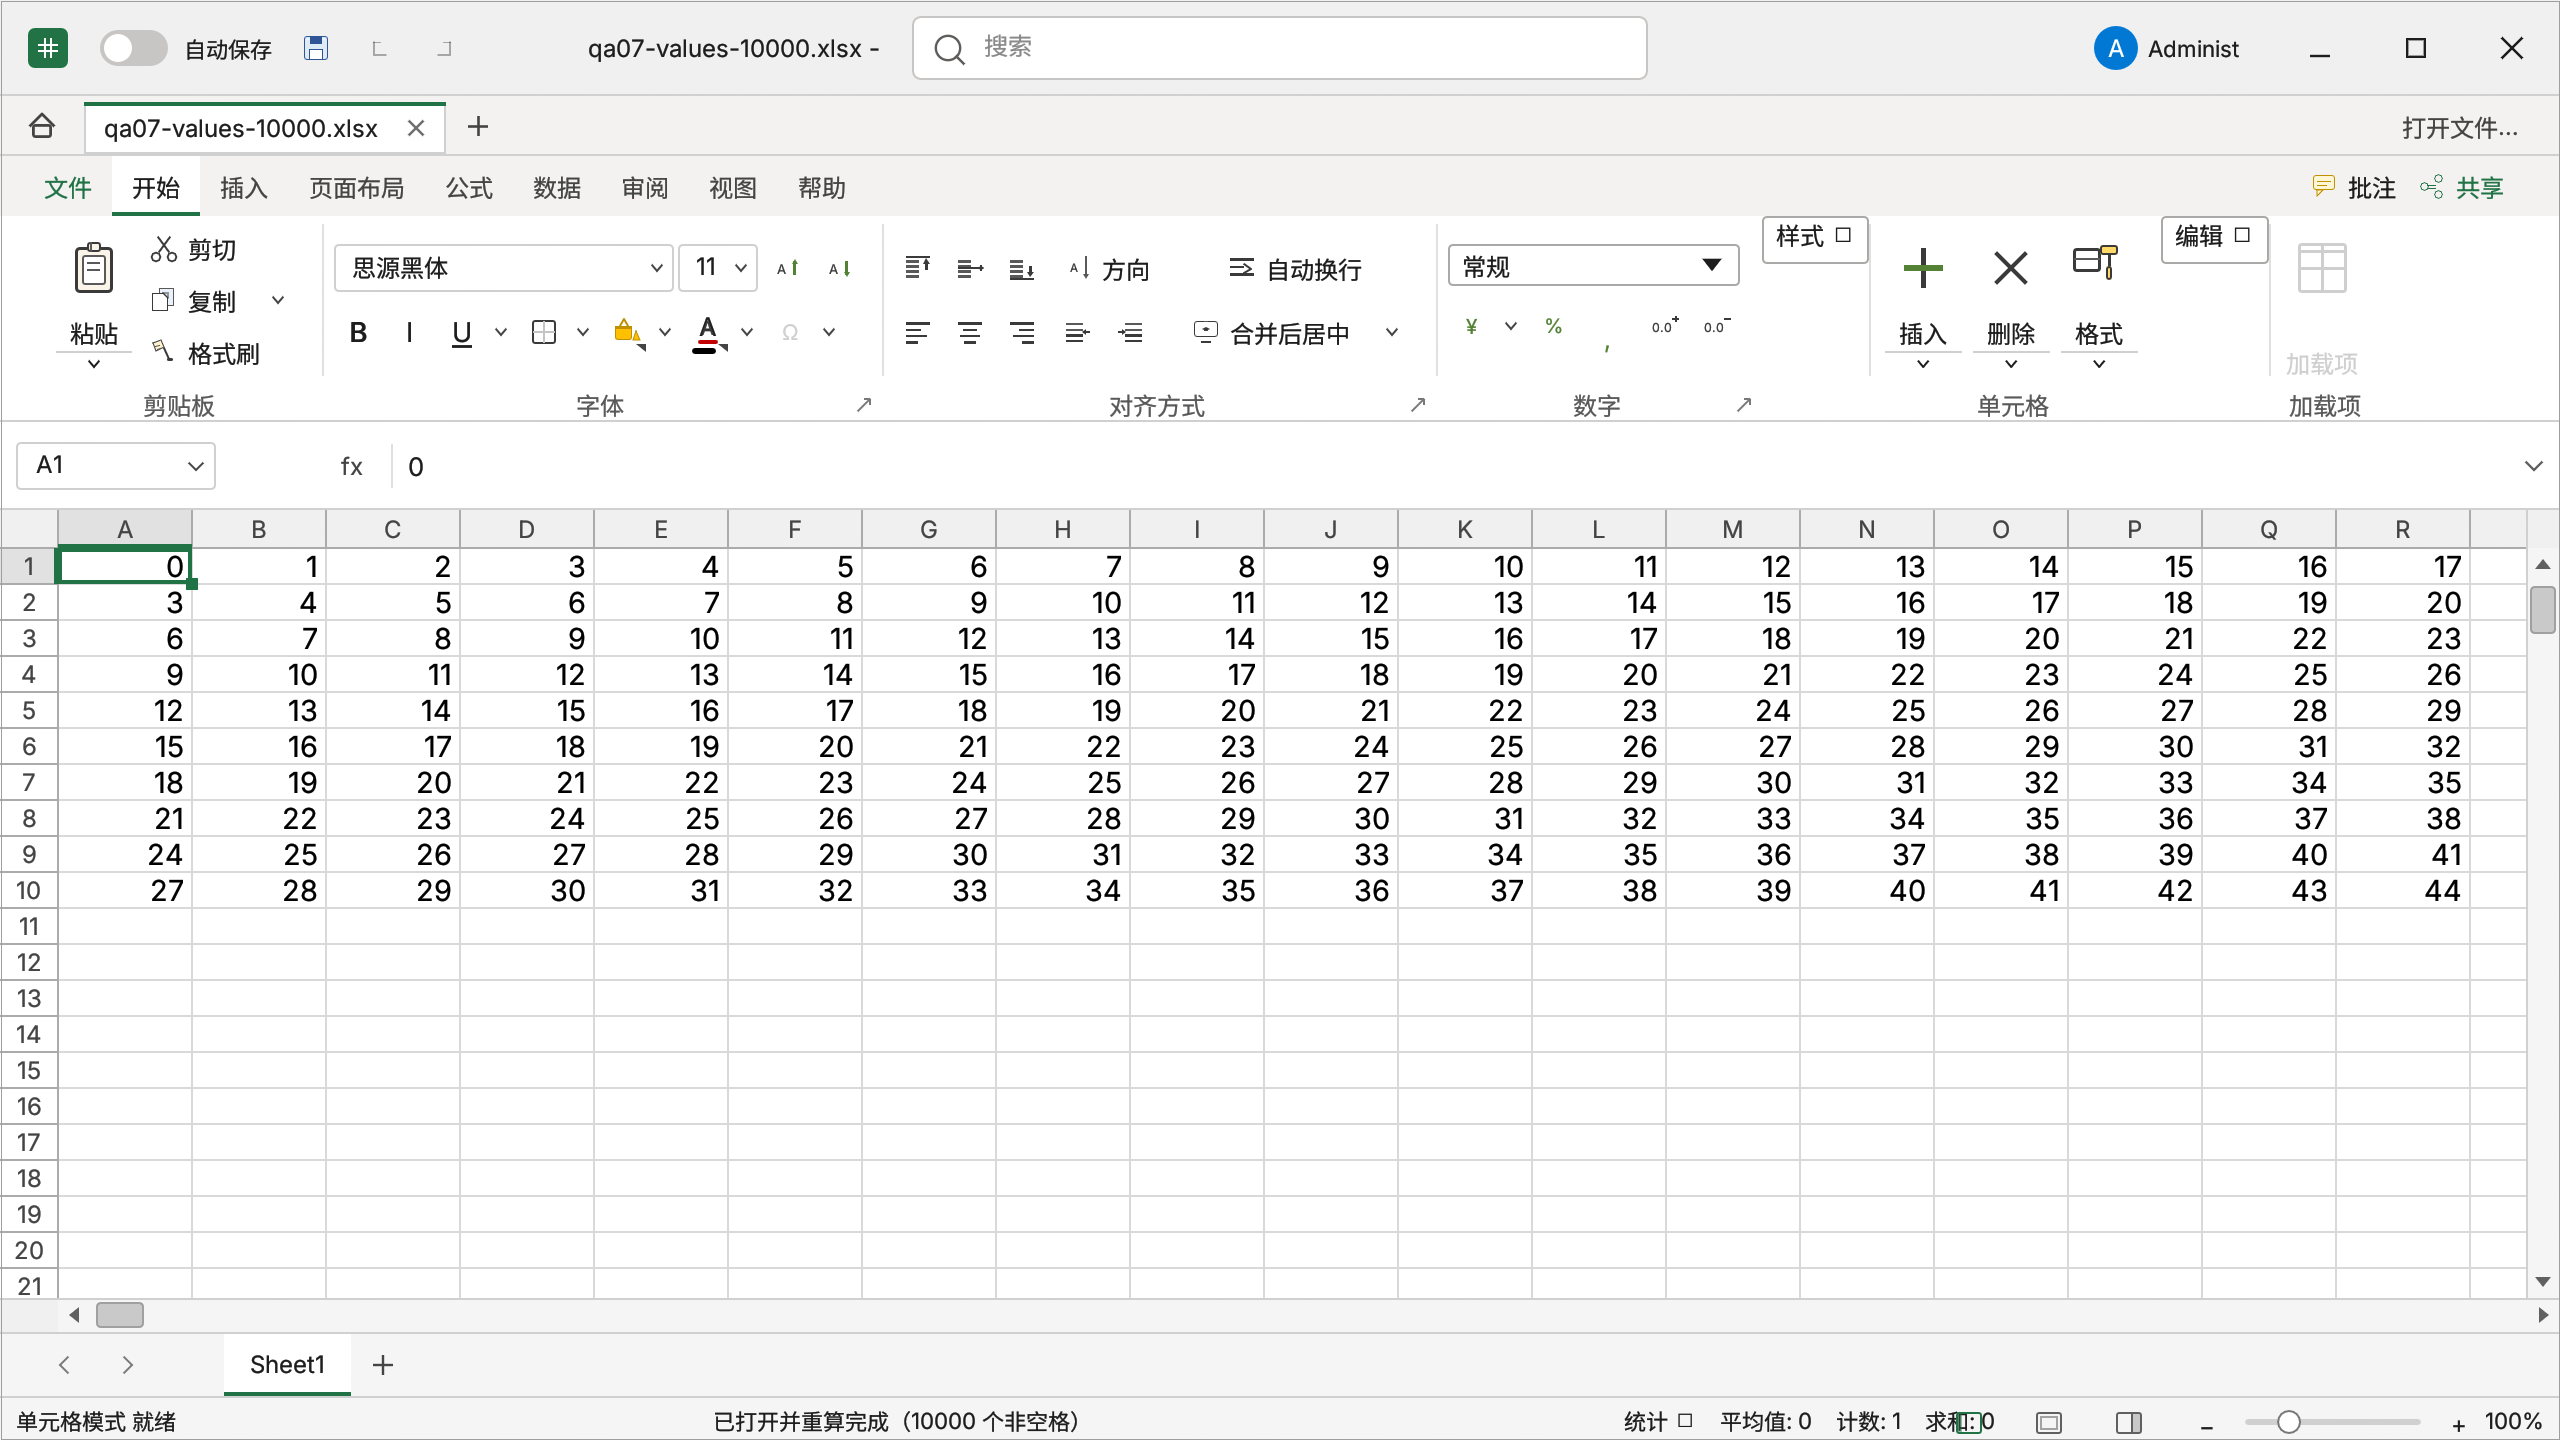 自动保存 qa07-values-10000.xlsx - 搜索 A Administ
qa07-values-10000.xlsx 打开文件...
文件 开始 插入 页面布局 公式 数据 审阅 视图 帮助 批注 共享
粘贴 剪切 复制 格式刷 剪贴板
思源黑体 11 A A B I U A Ω 字体
A 方向 自动换行 合并后居中 对齐方式
常规 ¥ % , 0.0+ 0.0- 数字
样式
插入 删除 格式 单元格
编辑
加载项 加载项
A1 fx 0
A B C D E F G H I J K L M N O P Q R
1 0 1 2 3 4 5 6 7 8 9 10 11 12 13 14 15 16 17
2 3 4 5 6 7 8 9 10 11 12 13 14 15 16 17 18 19 20
3 6 7 8 9 10 11 12 13 14 15 16 17 18 19 20 21 22 23
4 9 10 11 12 13 14 15 16 17 18 19 20 21 22 23 24 25 26
5 12 13 14 15 16 17 18 19 20 21 22 23 24 25 26 27 28 29
6 15 16 17 18 19 20 21 22 23 24 25 26 27 28 29 30 31 32
7 18 19 20 21 22 23 24 25 26 27 28 29 30 31 32 33 34 35
8 21 22 23 24 25 26 27 28 29 30 31 32 33 34 35 36 37 38
9 24 25 26 27 28 29 30 31 32 33 34 35 36 37 38 39 40 41
10 27 28 29 30 31 32 33 34 35 36 37 38 39 40 41 42 43 44
11
12
13
14
15
16
17
18
19
20
21
Sheet1
单元格模式 就绪 已打开并重算完成（10000 个非空格） 统计 平均值: 0 计数: 1 求和: 0 100%